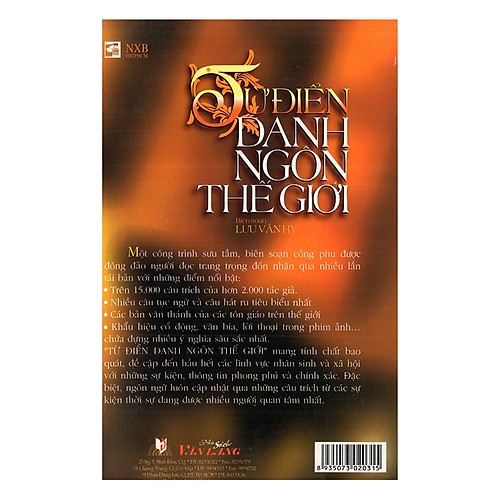 NXB
TỪ ĐIỂN
DANH
NGÔN
THẾ GIỚI
Biên soạn
LƯU VĂN HY
Một công trình sưu tầm, biên soạn công phu được
đông đảo người đọc trang trọng đón nhận qua nhiều lần
tái bản với những điểm nổi bật:
• Trên 15.000 câu trích của hơn 2.000 tác giả.
• Nhiều câu tục ngữ và câu hát ru tiêu biểu nhất
• Các bản văn thánh của các tôn giáo trên thế giới
• Khẩu hiệu cổ động, văn bia, lời thoại trong phim ảnh...
chứa đựng nhiều ý nghĩa sâu sắc nhất.
"TỪ ĐIỂN DANH NGÔN THẾ GIỚI" mang tính chất bao
quát, đề cập đến hầu hết các lĩnh vực nhân sinh và xã hội
với những sự kiện, thông tin phong phú và chính xác. Đặc
biệt, ngôn ngữ luôn cập nhật qua những câu trích từ các sự
kiện thời sự đang được nhiều người quan tâm nhất.
Nhà Sách
VĂN LANG
8 935073 020315